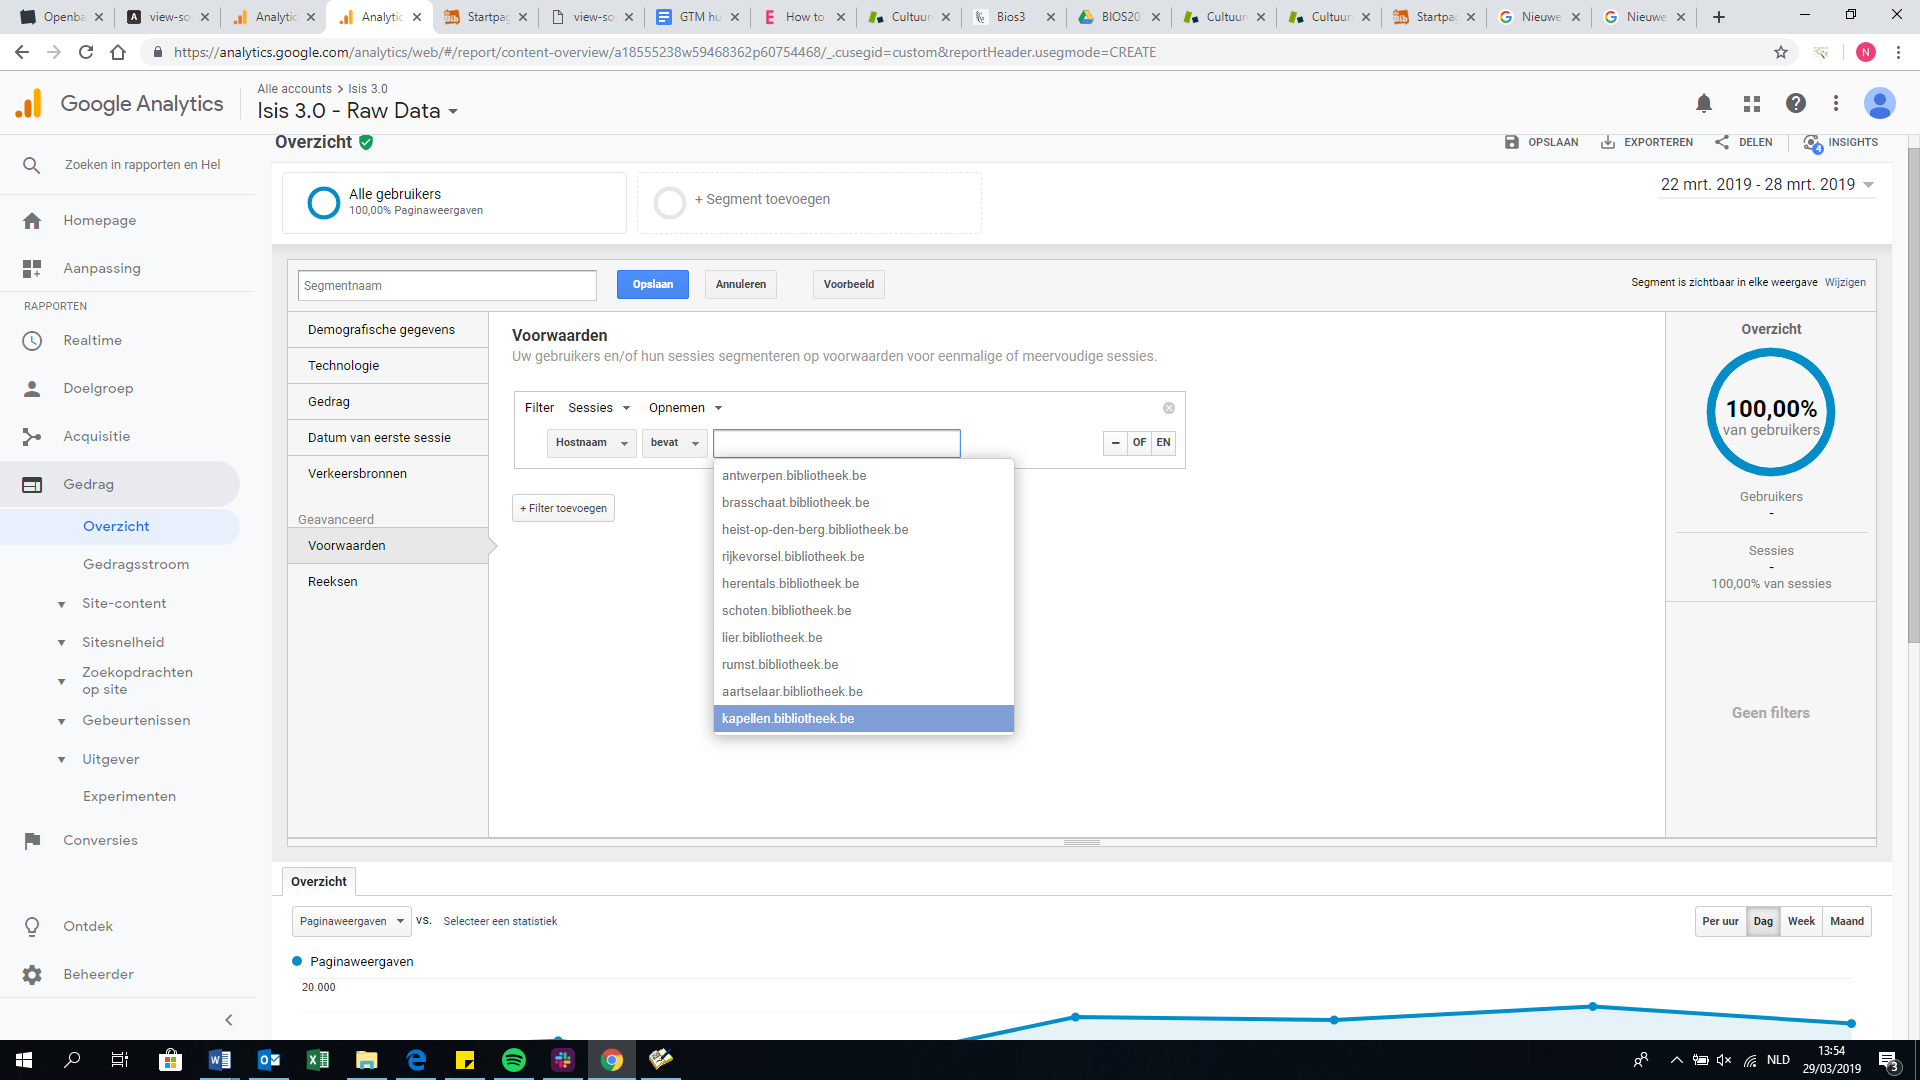 Openba
view-so
Analytic
Analytic
Startpa
view-so
GTM hu
How to
Cultuur
Bios3
BIOS20
Cultuur
Cultuur
Startpa
Nieuwe
Nieuwe
https://analytics.google.com/analytics/web/#/report/content-overview/a18555238w59468362p60754468/_.cusegid=custom&reportHeader.usegmode=CREATE
N
Google Analytics
Alle accounts > Isis 3.0
Isis 3.0 - Raw Data
Zoeken in rapporten en Hel
Homepage
Aanpassing
RAPPORTEN
Realtime
Doelgroep
Acquisitie
Gedrag
Overzicht
Gedragsstroom
Site-content
Sitesnelheid
Zoekopdrachten
op site
Gebeurtenissen
Uitgever
Experimenten
Conversies
Ontdek
Beheerder
Overzicht
OPSLAAN
EXPORTEREN
DELEN
4
INSIGHTS
Alle gebruikers
100,00% Paginaweergaven
+ Segment toevoegen
22 mrt. 2019 - 28 mrt. 2019
Segmentnaam
Opslaan
Annuleren
Voorbeeld
Segment is zichtbaar in elke weergave Wijzigen
Demografische gegevens
Technologie
Gedrag
Datum van eerste sessie
Verkeersbronnen
Geavanceerd
Voorwaarden
Reeksen
Voorwaarden
Uw gebruikers en/of hun sessies segmenteren op voorwaarden voor eenmalige of meervoudige sessies.
Filter Sessies Opnemen
Hostnaam bevat
– OF EN
antwerpen.bibliotheek.be
brasschaat.bibliotheek.be
heist-op-den-berg.bibliotheek.be
rijkevorsel.bibliotheek.be
herentals.bibliotheek.be
schoten.bibliotheek.be
lier.bibliotheek.be
rumst.bibliotheek.be
aartselaar.bibliotheek.be
kapellen.bibliotheek.be
+ Filter toevoegen
Overzicht
100,00%
van gebruikers
Gebruikers
-
Sessies
-
100,00% van sessies
Geen filters
Overzicht
Paginaweergaven vs. Selecteer een statistiek
Per uur Dag Week Maand
Paginaweergaven
20.000
NLD
13:54
29/03/2019
3